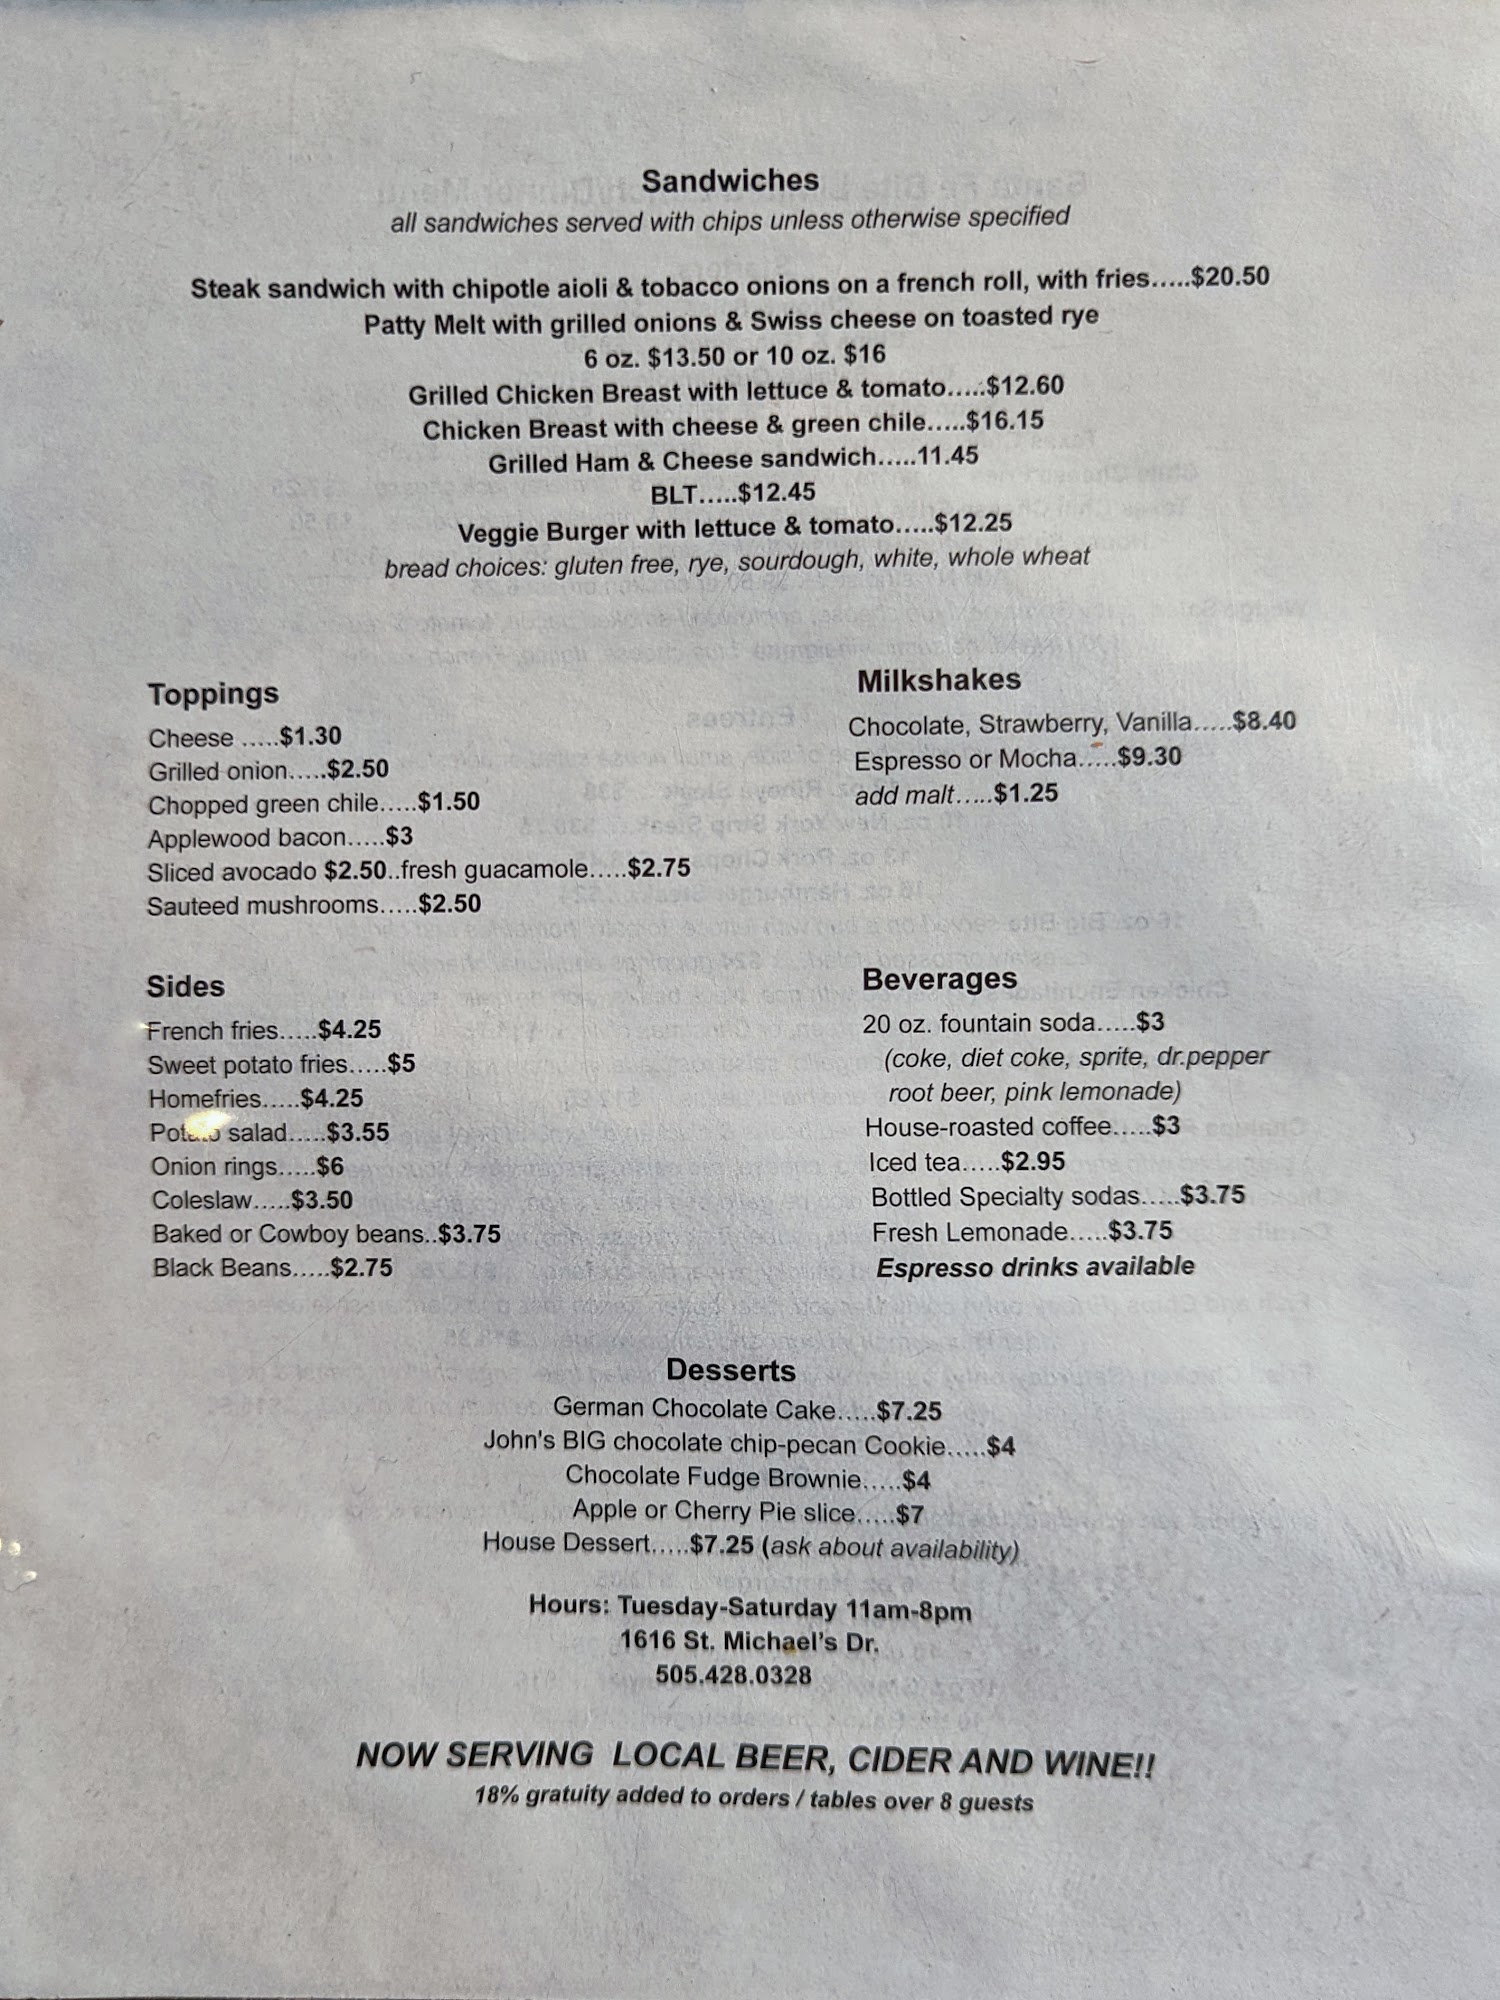 Sandwiches
all sandwiches served with chips unless otherwise specified
Steak sandwich with chipotle aioli & tobacco onions on a french roll, with fries.....$20.50
Patty Melt with grilled onions & Swiss cheese on toasted rye
6 oz. $13.50 or 10 oz. $16
Grilled Chicken Breast with lettuce & tomato.....$12.60
Chicken Breast with cheese & green chile.....$16.15
Grilled Ham & Cheese sandwich.....11.45
BLT.....$12.45
Veggie Burger with lettuce & tomato.....$12.25
bread choices: gluten free, rye, sourdough, white, whole wheat
Toppings
Cheese .....$1.30
Grilled onion.....$2.50
Chopped green chile.....$1.50
Applewood bacon.....$3
Sliced avocado $2.50..fresh guacamole.....$2.75
Sauteed mushrooms.....$2.50
Milkshakes
Chocolate, Strawberry, Vanilla.....$8.40
Espresso or Mocha.....$9.30
add malt.....$1.25
Sides
French fries.....$4.25
Sweet potato fries.....$5
Homefries.....$4.25
Potato salad.....$3.55
Onion rings.....$6
Coleslaw.....$3.50
Baked or Cowboy beans..$3.75
Black Beans.....$2.75
Beverages
20 oz. fountain soda.....$3
(coke, diet coke, sprite, dr.pepper
root beer, pink lemonade)
House-roasted coffee.....$3
Iced tea.....$2.95
Bottled Specialty sodas.....$3.75
Fresh Lemonade.....$3.75
Espresso drinks available
Desserts
German Chocolate Cake.....$7.25
John's BIG chocolate chip-pecan Cookie.....$4
Chocolate Fudge Brownie.....$4
Apple or Cherry Pie slice.....$7
House Dessert.....$7.25 (ask about availability)
Hours: Tuesday-Saturday 11am-8pm
1616 St. Michael's Dr.
505.428.0328
NOW SERVING LOCAL BEER, CIDER AND WINE!!
18% gratuity added to orders / tables over 8 guests